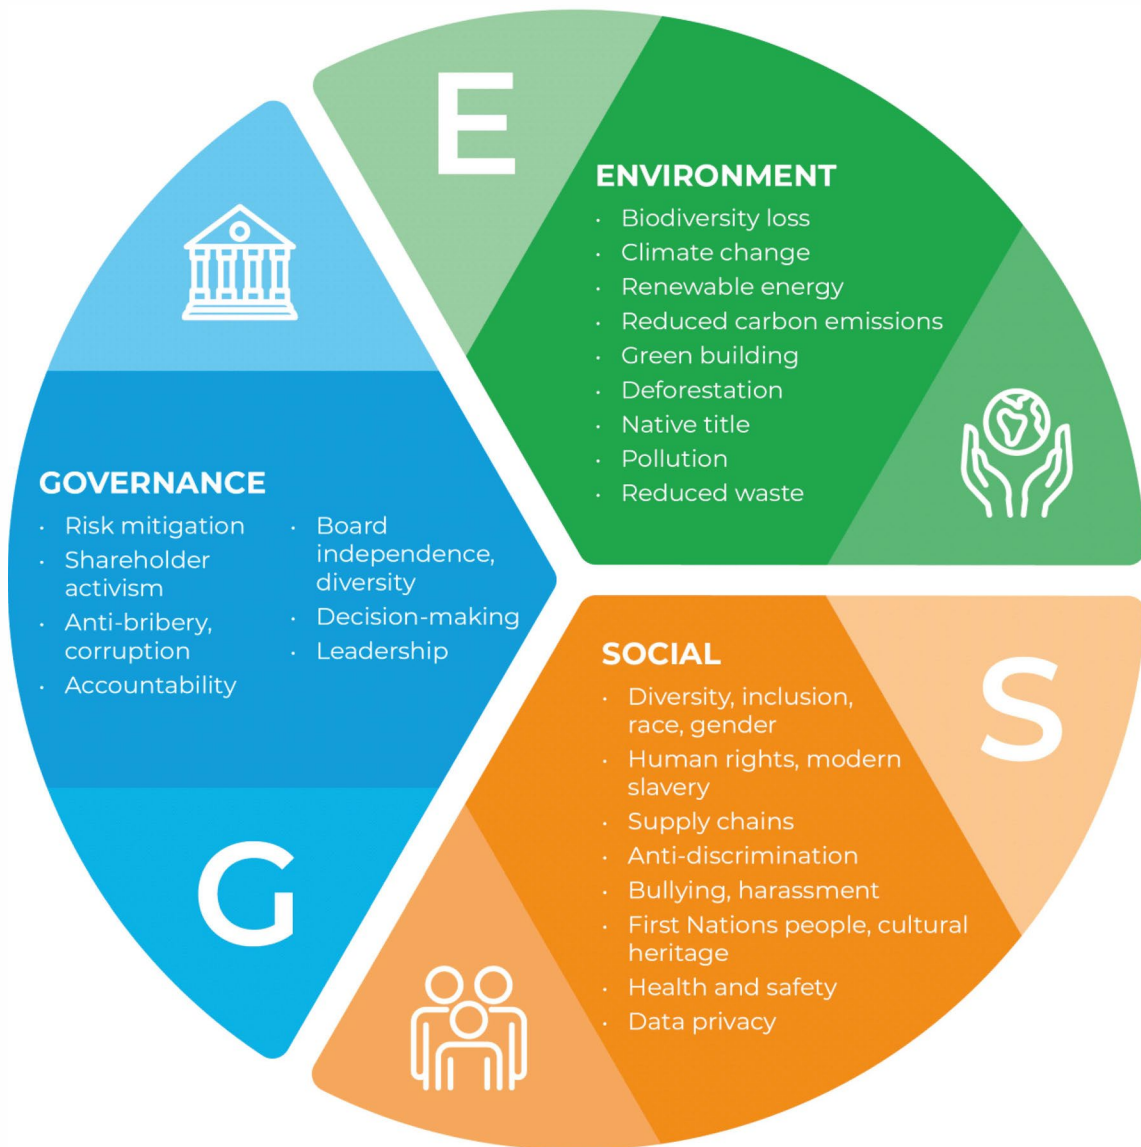 E
ENVIRONMENT
· Biodiversity loss
· Climate change
· Renewable energy
· Reduced carbon emissions
· Green building
· Deforestation
· Native title
· Pollution
· Reduced waste
S
SOCIAL
· Diversity, inclusion,
race, gender
· Human rights, modern
slavery
· Supply chains
· Anti-discrimination
· Bullying, harassment
· First Nations people, cultural
heritage
· Health and safety
· Data privacy
GOVERNANCE
· Risk mitigation
· Shareholder
activism
· Anti-bribery,
corruption
· Accountability
· Board
independence,
diversity
· Decision-making
· Leadership
G